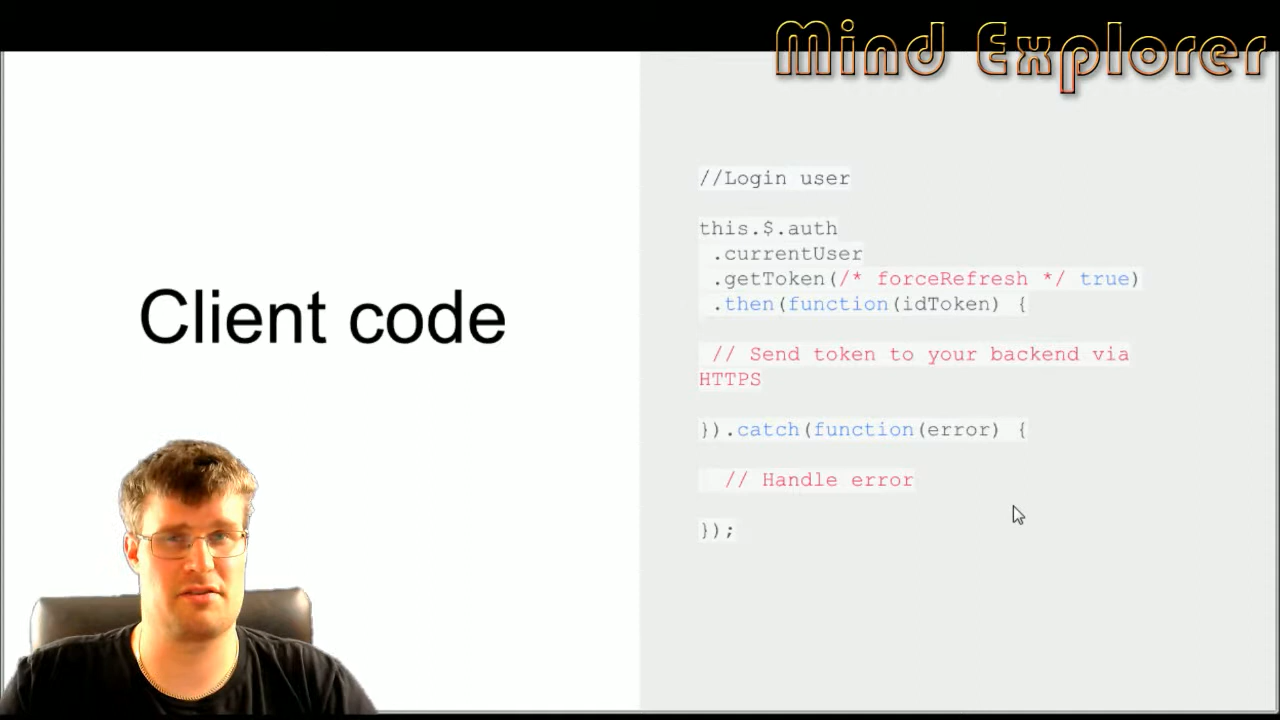 Mind Explorer
Client code
//Login user
this.$.auth
.currentUser
.getToken(/* forceRefresh */ true)
.then(function(idToken) {
// Send token to your backend via
HTTPS
}).catch(function(error) {
// Handle error
});